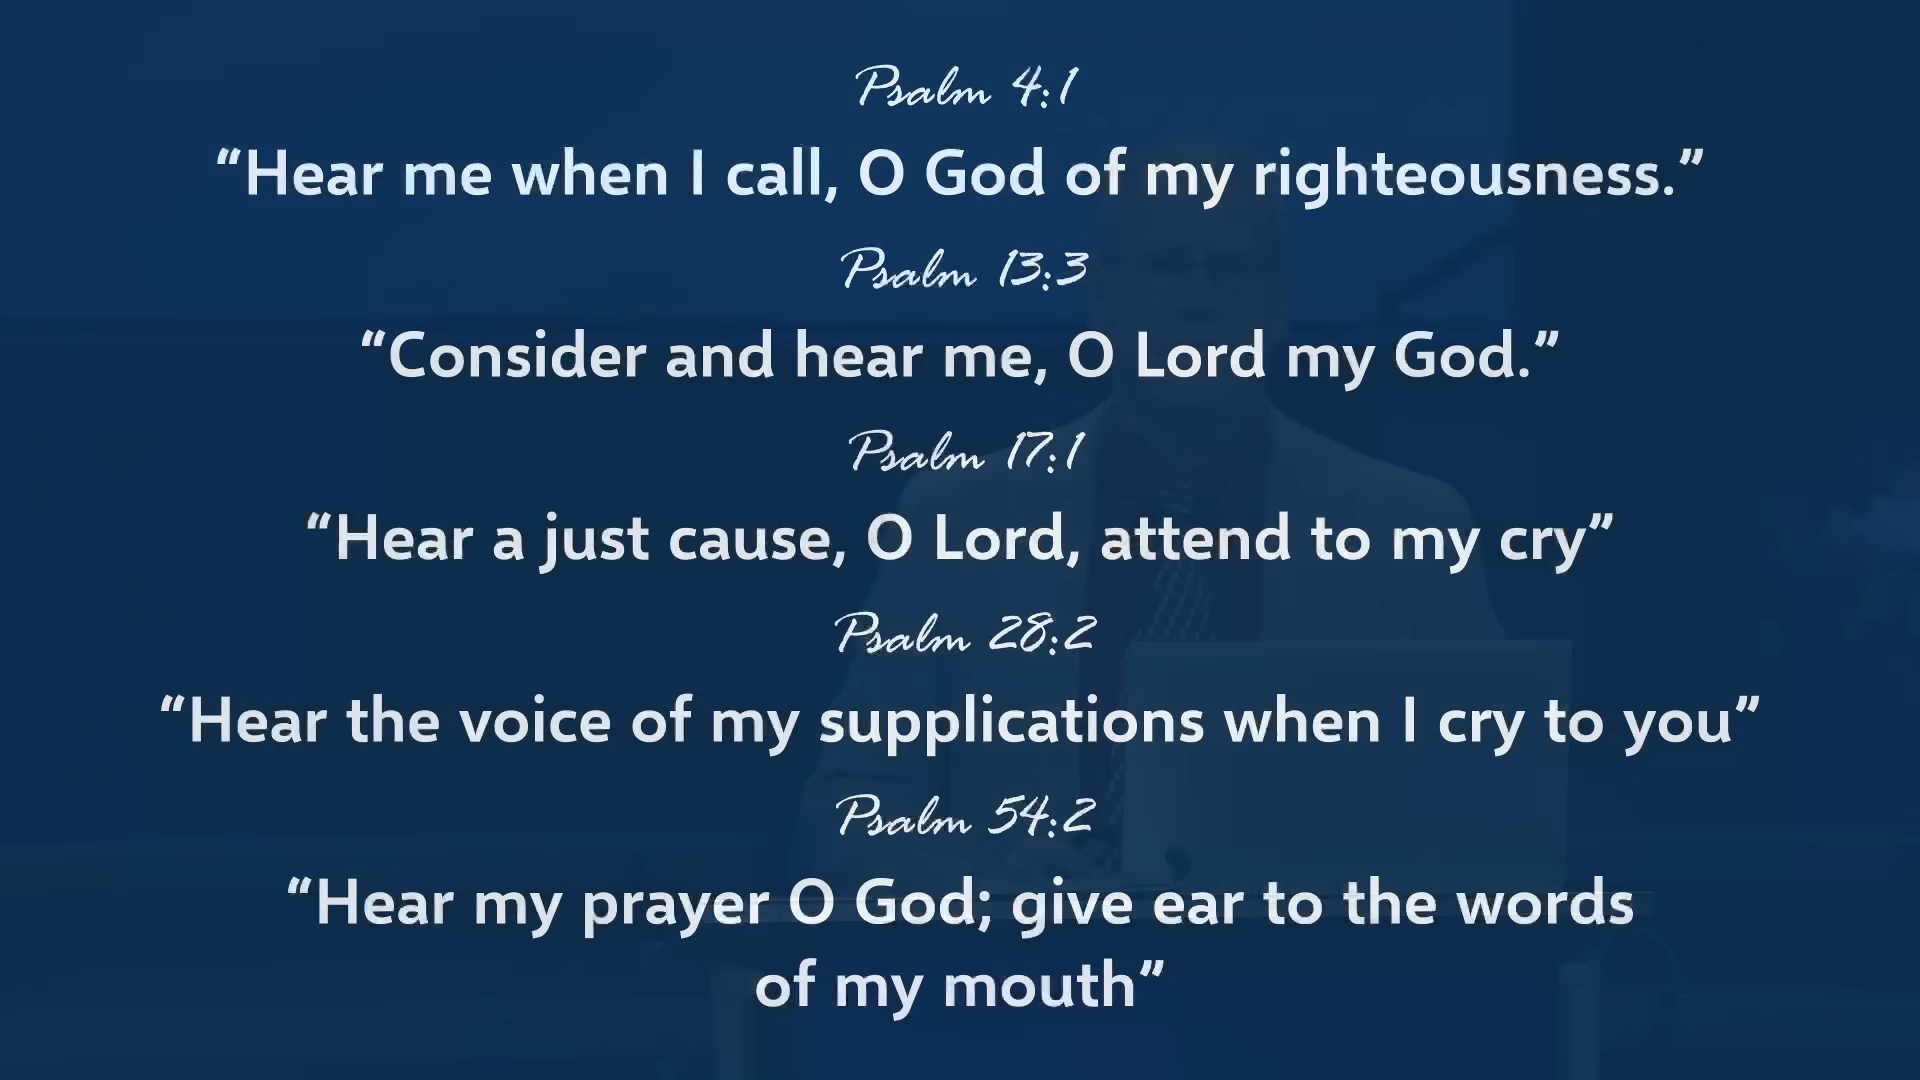 Psalm 4:1
“Hear me when I call, O God of my righteousness.”
Psalm 13:3
“Consider and hear me, O Lord my God.”
Psalm 17:1
“Hear a just cause, O Lord, attend to my cry”
Psalm 28:2
“Hear the voice of my supplications when I cry to you”
Psalm 54:2
“Hear my prayer O God; give ear to the words
of my mouth”